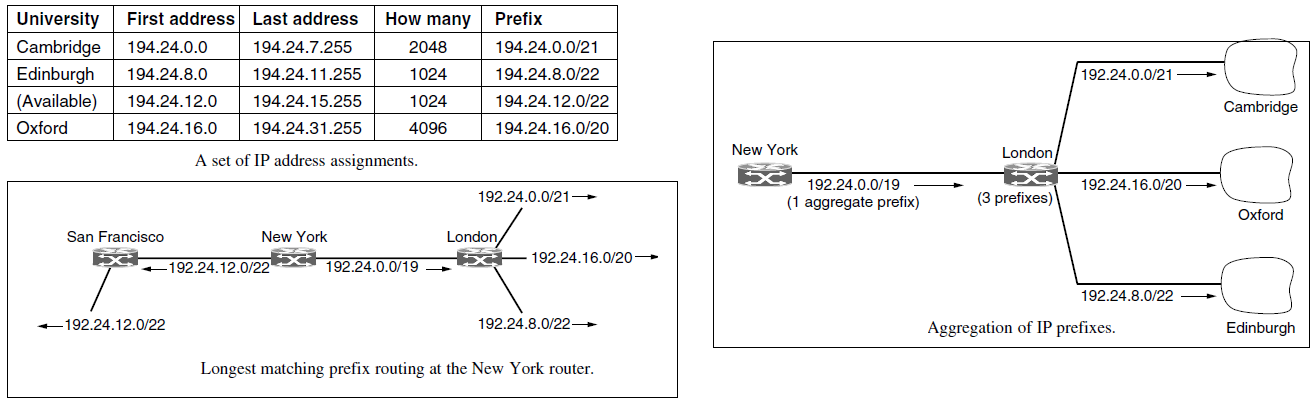 University First address Last address How many Prefix
Cambridge 194.24.0.0 194.24.7.255 2048 194.24.0.0/21
Edinburgh 194.24.8.0 194.24.11.255 1024 194.24.8.0/22
(Available) 194.24.12.0 194.24.15.255 1024 194.24.12.0/22
Oxford 194.24.16.0 194.24.31.255 4096 194.24.16.0/20
A set of IP address assignments.
192.24.0.0/21
San Francisco New York London
192.24.16.0/20
192.24.12.0/22 192.24.0.0/19
192.24.12.0/22 192.24.8.0/22
Longest matching prefix routing at the New York router.
192.24.0.0/21
Cambridge
New York London
192.24.0.0/19 192.24.16.0/20
(1 aggregate prefix) (3 prefixes)
Oxford
192.24.8.0/22
Aggregation of IP prefixes. Edinburgh